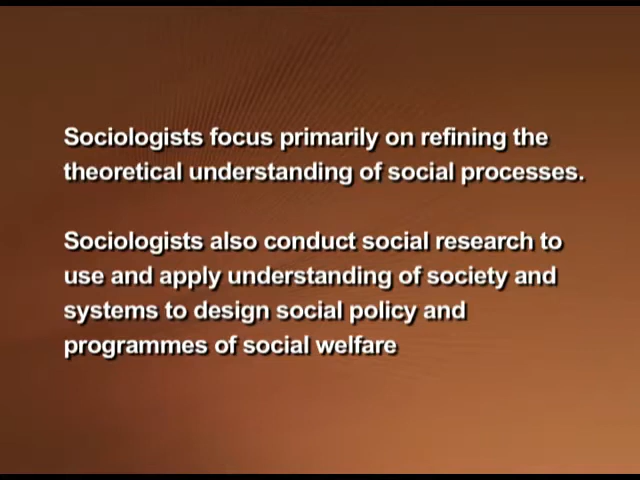 Sociologists focus primarily on refining the
theoretical understanding of social processes.
Sociologists also conduct social research to
use and apply understanding of society and
systems to design social policy and
programmes of social welfare